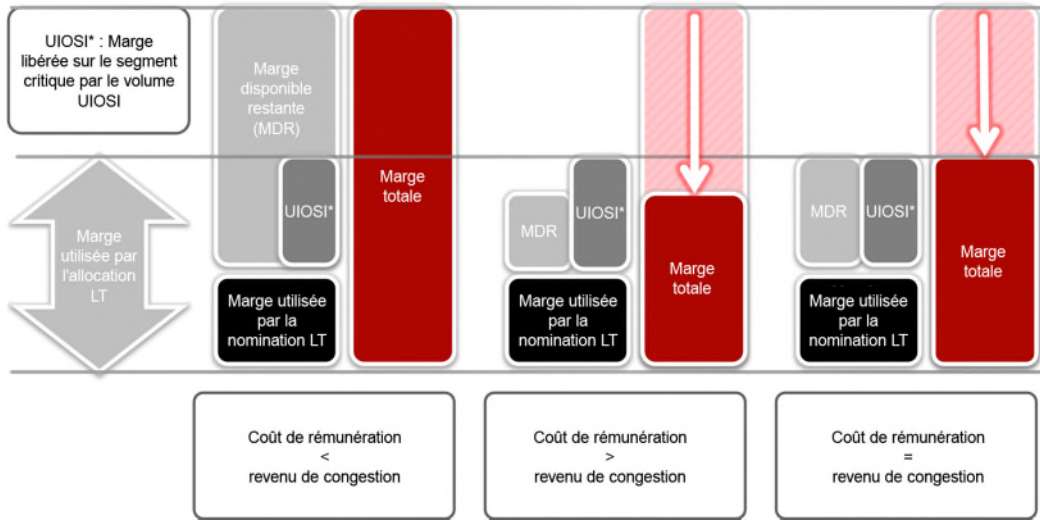 UIOSI* : Marge
libérée sur le segment
critique par le volume
UIOSI
Marge
utilisée par
l'allocation
LT
Marge
disponible
restante
(MDR)
UIOSI*
Marge utilisée
par la
nomination LT
Marge
totale
MDR
UIOSI*
Marge utilisée
par la
nomination LT
Marge
totale
MDR
UIOSI*
Marge utilisée
par la
nomination LT
Marge
totale
Coût de rémunération
<
revenu de congestion
Coût de rémunération
>
revenu de congestion
Coût de rémunération
=
revenu de congestion